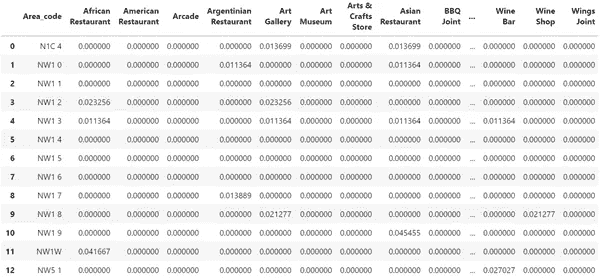 Area_code African Restaurant American Restaurant Arcade Argentinian Restaurant Art Gallery Art Museum Arts & Crafts Store Asian Restaurant BBQ Joint ... Wine Bar Wine Shop Wings Joint
0 N1C 4 0.000000 0.000000 0.000000 0.000000 0.013699 0.000000 0.000000 0.013699 0.000000 ... 0.000000 0.000000 0.000000
1 NW1 0 0.000000 0.000000 0.000000 0.011364 0.000000 0.000000 0.000000 0.011364 0.000000 ... 0.000000 0.000000 0.000000
2 NW1 1 0.000000 0.000000 0.000000 0.000000 0.000000 0.000000 0.000000 0.000000 0.000000 ... 0.000000 0.000000 0.000000
3 NW1 2 0.023256 0.000000 0.000000 0.000000 0.023256 0.000000 0.000000 0.000000 0.000000 ... 0.000000 0.000000 0.000000
4 NW1 3 0.011364 0.000000 0.000000 0.000000 0.011364 0.000000 0.000000 0.011364 0.000000 ... 0.011364 0.000000 0.000000
5 NW1 4 0.000000 0.000000 0.000000 0.000000 0.000000 0.000000 0.000000 0.000000 0.000000 ... 0.000000 0.000000 0.000000
6 NW1 5 0.000000 0.000000 0.000000 0.000000 0.000000 0.000000 0.000000 0.000000 0.000000 ... 0.000000 0.000000 0.000000
7 NW1 6 0.000000 0.000000 0.000000 0.000000 0.000000 0.000000 0.000000 0.000000 0.000000 ... 0.000000 0.000000 0.000000
8 NW1 7 0.000000 0.000000 0.000000 0.013889 0.000000 0.000000 0.000000 0.000000 0.000000 ... 0.000000 0.000000 0.000000
9 NW1 8 0.000000 0.000000 0.000000 0.000000 0.021277 0.000000 0.000000 0.000000 0.000000 ... 0.000000 0.021277 0.000000
10 NW1 9 0.000000 0.000000 0.000000 0.000000 0.000000 0.000000 0.000000 0.045455 0.000000 ... 0.000000 0.000000 0.000000
11 NW1W 0.041667 0.000000 0.000000 0.000000 0.000000 0.000000 0.000000 0.000000 0.000000 ... 0.000000 0.000000 0.000000
12 NW5 1 0.000000 0.000000 0.000000 0.000000 0.000000 0.000000 0.000000 0.000000 0.000000 ... 0.027027 0.000000 0.000000